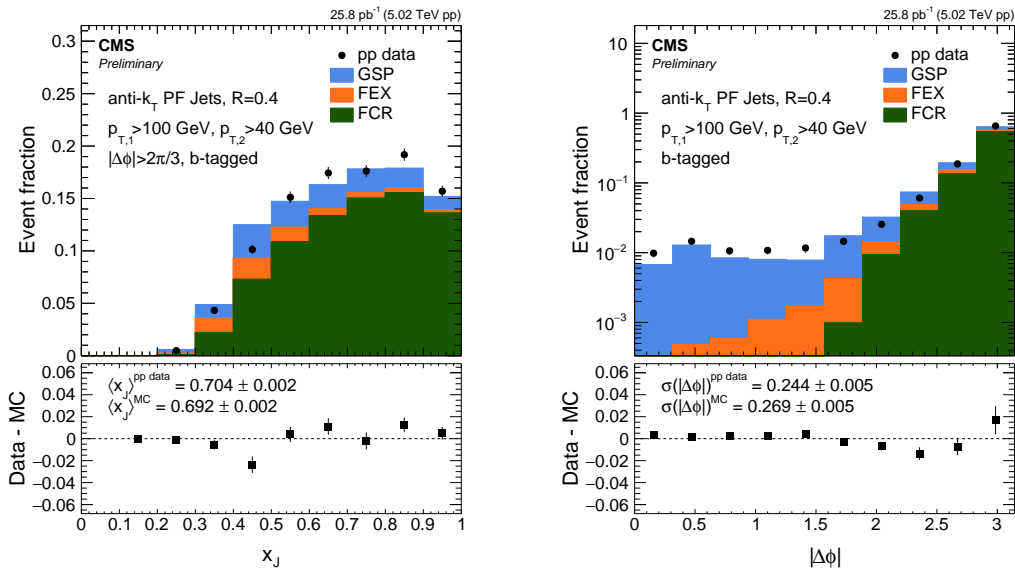 25.8 pb⁻¹ (5.02 TeV pp)
CMS
Preliminary
pp data
GSP
FEX
FCR
anti-k_T PF Jets, R=0.4
p_T,1>100 GeV, p_T,2>40 GeV
|Δϕ|>2π/3, b-tagged
Event fraction
0.3
0.25
0.2
0.15
0.1
0.05
0
⟨x_J⟩^pp data = 0.704 ± 0.002
⟨x_J⟩^MC = 0.692 ± 0.002
Data - MC
0.06
0.04
0.02
0
−0.02
−0.04
−0.06
0 0.1 0.2 0.3 0.4 0.5 0.6 0.7 0.8 0.9 1
x_J
25.8 pb⁻¹ (5.02 TeV pp)
CMS
Preliminary
pp data
GSP
FEX
FCR
anti-k_T PF Jets, R=0.4
p_T,1>100 GeV, p_T,2>40 GeV
b-tagged
Event fraction
10
1
10⁻¹
10⁻²
10⁻³
σ(|Δϕ|)^pp data = 0.244 ± 0.005
σ(|Δϕ|)^MC = 0.269 ± 0.005
Data - MC
0.06
0.04
0.02
0
−0.02
−0.04
−0.06
0 0.5 1 1.5 2 2.5 3
|Δϕ|